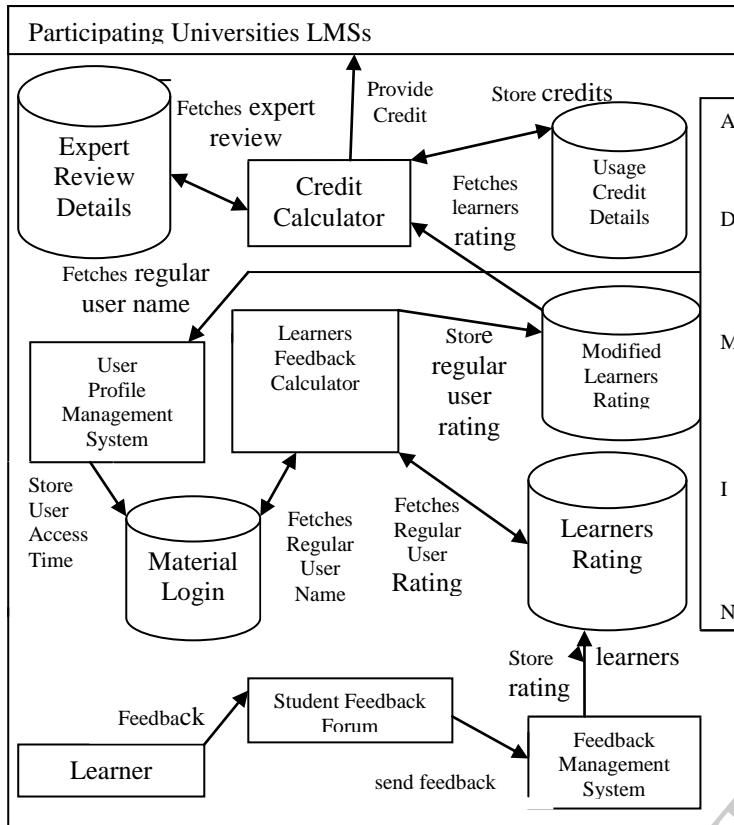 Participating Universities LMSs
Expert
Review
Details
Fetches expert
review
Provide
Credit
Store credits
Credit
Calculator
Usage
Credit
Details
Fetches
learners
rating
Fetches regular
user name
User
Profile
Management
System
Learners
Feedback
Calculator
Store
regular
user
rating
Modified
Learners
Rating
Store
User
Access
Time
Material
Login
Fetches
Regular
User
Name
Fetches
Regular
User
Rating
Learners
Rating
A
D
M
I
N
Store learners
rating
Feedback
Student Feedback
Forum
Learner
send feedback
Feedback
Management
System